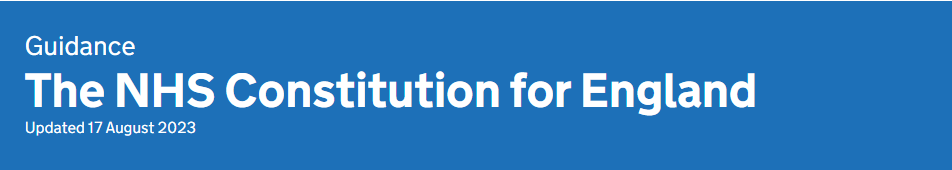 Guidance
The NHS Constitution for England
Updated 17 August 2023